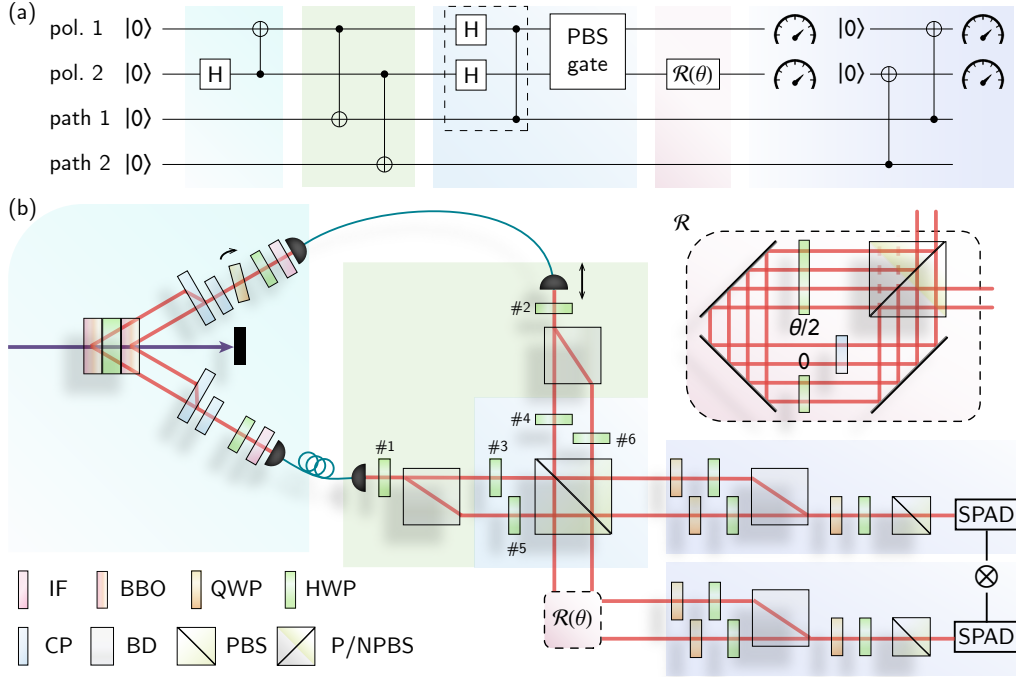 (a)
pol. 1 |0⟩ H PBS |0⟩
pol. 2 |0⟩ H H gate R(θ) |0⟩
path 1 |0⟩
path 2 |0⟩
(b)
R
#2
θ/2
0
#4
#6
#1
#3
#5
SPAD
R(θ)
SPAD
IF BBO QWP HWP
CP BD PBS P/NPBS